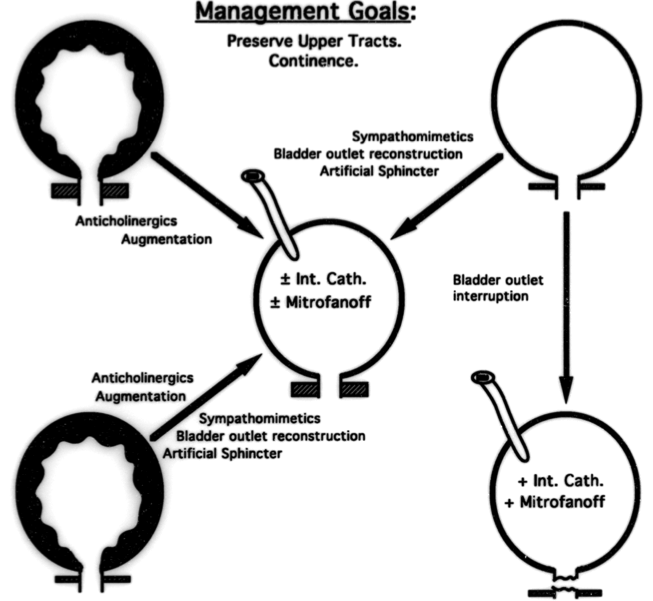 Management Goals:
Preserve Upper Tracts.
Continence.
Sympathomimetics
Bladder outlet reconstruction
Artificial Sphincter
Anticholinergics
Augmentation
± Int. Cath.
± Mitrofanoff
Bladder outlet
interruption
Anticholinergics
Augmentation
Sympathomimetics
Bladder outlet reconstruction
Artificial Sphincter
+ Int. Cath.
+ Mitrofanoff